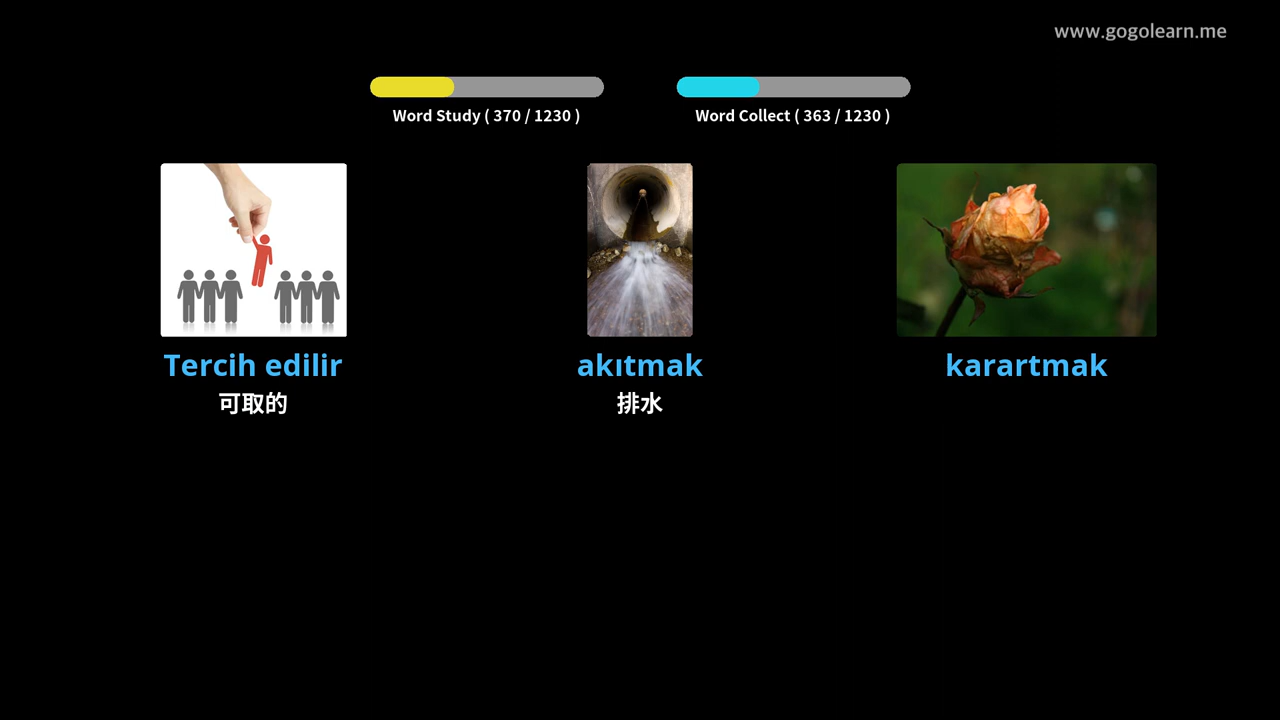 www.gogolearn.me
Word Study ( 370 / 1230 )
Word Collect ( 363 / 1230 )
Tercih edilir
可取的
akıtmak
排水
karartmak